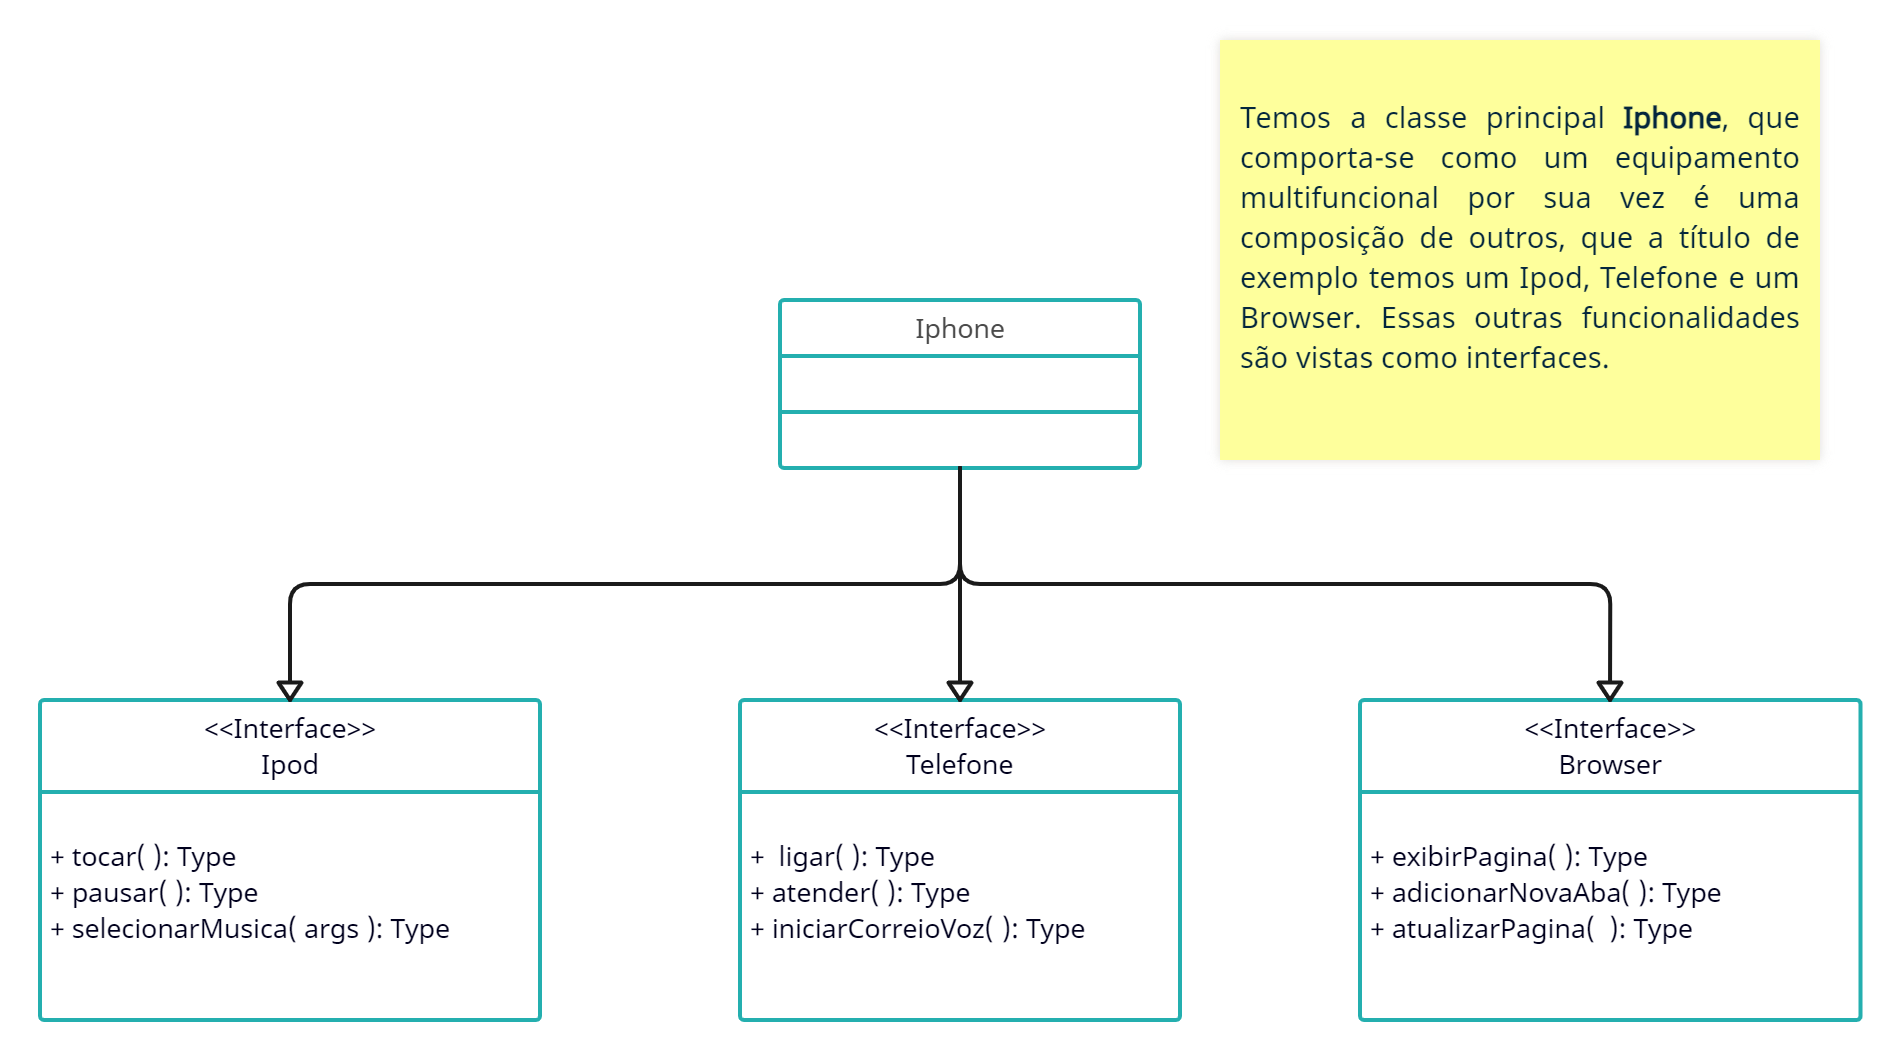 Temos a classe principal Iphone, que
comporta-se como um equipamento
multifuncional por sua vez é uma
composição de outros, que a título de
exemplo temos um Ipod, Telefone e um
Browser. Essas outras funcionalidades
são vistas como interfaces.
Iphone
<<Interface>>
Ipod
+ tocar( ): Type
+ pausar( ): Type
+ selecionarMusica( args ): Type
<<Interface>>
Telefone
+  ligar( ): Type
+ atender( ): Type
+ iniciarCorreioVoz( ): Type
<<Interface>>
Browser
+ exibirPagina( ): Type
+ adicionarNovaAba( ): Type
+ atualizarPagina(  ): Type